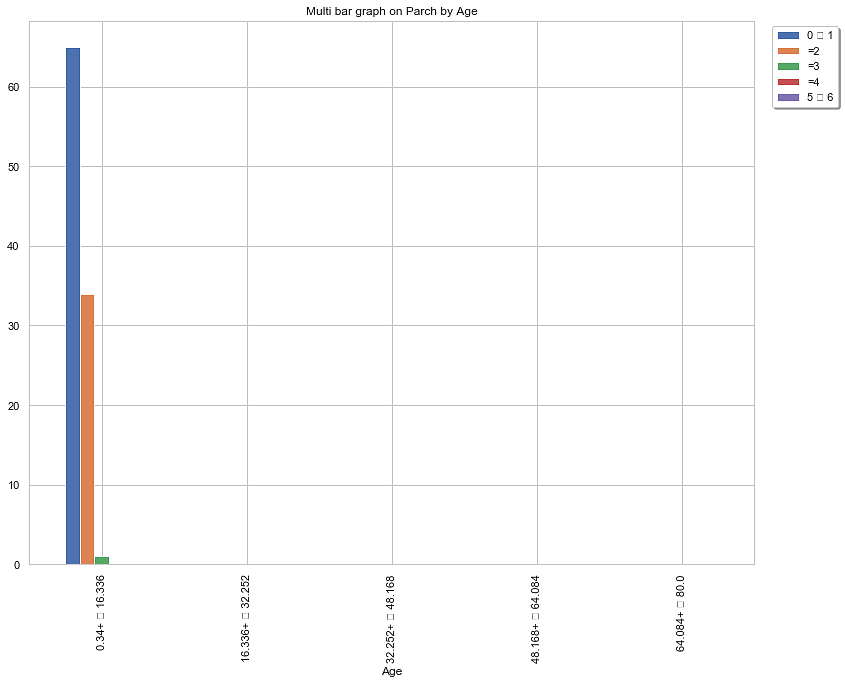 Multi bar graph on Parch by Age
0 □ 1
=2
=3
=4
5 □ 6
60
50
40
30
20
10
0
0.34+ □ 16.336
16.336+ □ 32.252
32.252+ □ 48.168
48.168+ □ 64.084
64.084+ □ 80.0
Age